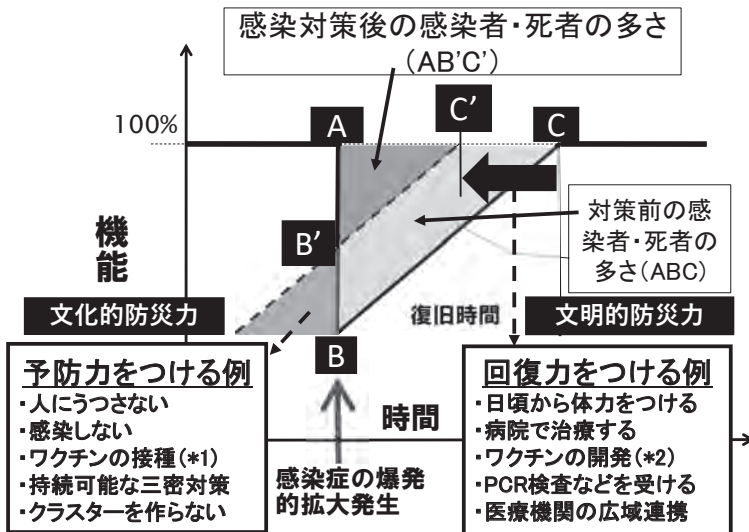 感染対策後の感染者・死者の多さ
(AB'C')
A
C'
C
100%
機
能
B'
対策前の感
染者・死者の
多さ(ABC)
文化的防災力
復旧時間
文明的防災力
B
予防力をつける例
・人にうつさない
・感染しない
・ワクチンの接種(*1)
・持続可能な三密対策
・クラスターを作らない
時間
感染症の爆発
的拡大発生
回復力をつける例
・日頃から体力をつける
・病院で治療する
・ワクチンの開発(*2)
・PCR検査などを受ける
・医療機関の広域連携